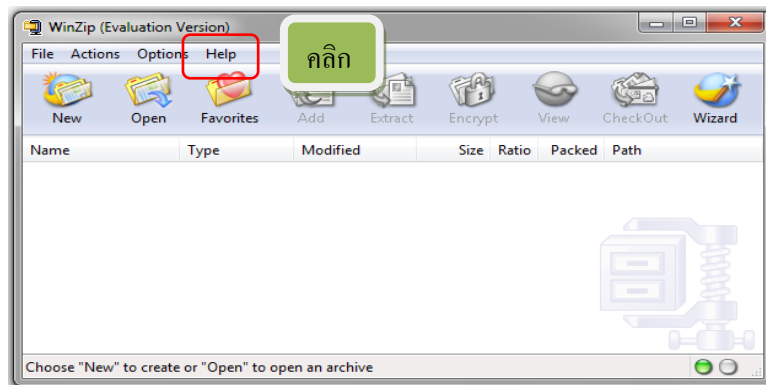 WinZip (Evaluation Version)
File Actions Options Help
คลิก
New Open Favorites Add Extract Encrypt View CheckOut Wizard
Name Type Modified Size Ratio Packed Path
Choose "New" to create or "Open" to open an archive